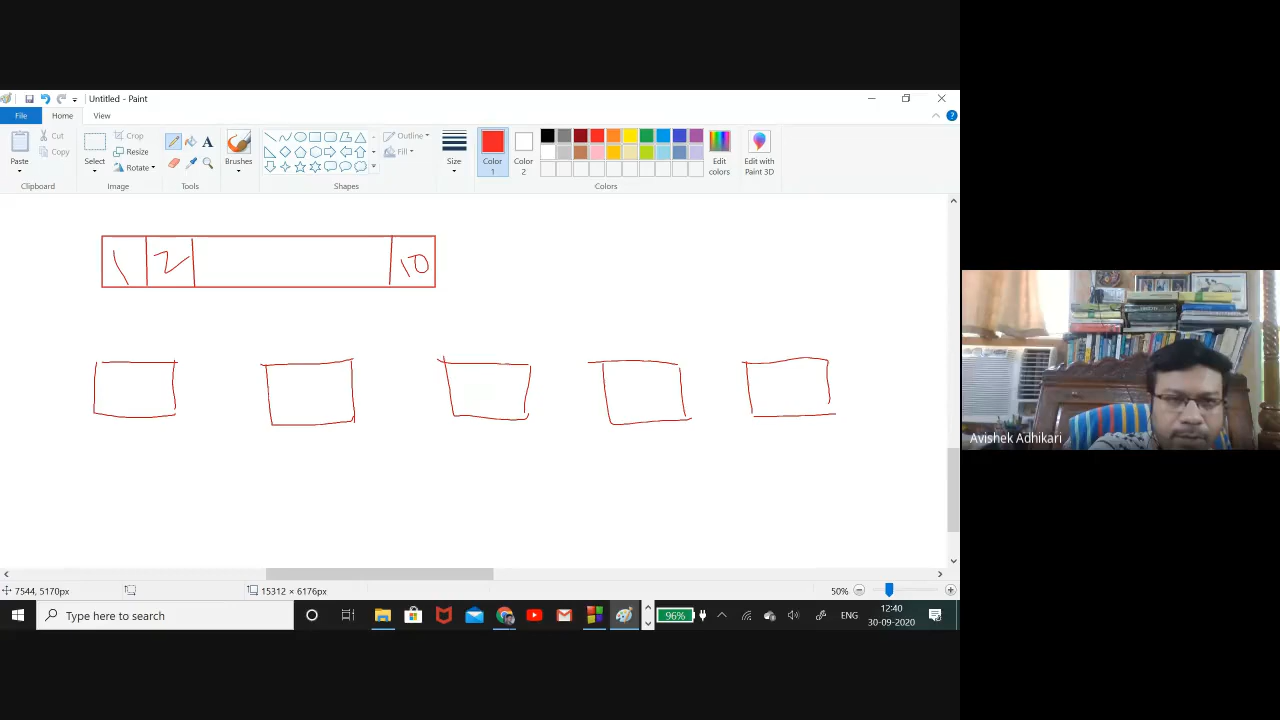 Untitled - Paint
File Home View
Paste
Cut
Copy
Clipboard
Select
Crop
Resize
Rotate
Image
A
Tools
Brushes
Outline
Fill
Shapes
Size
Color 1
Color 2
Edit colors
Edit with Paint 3D
Colors
1 2 10
Avishek Adhikari
7544, 5170px
15312 × 6176px
50%
Type here to search
96%
ENG
12:40
30-09-2020